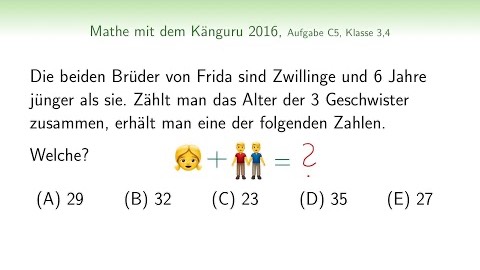 Mathe mit dem Känguru 2016, Aufgabe C5, Klasse 3,4
Die beiden Brüder von Frida sind Zwillinge und 6 Jahre
jünger als sie. Zählt man das Alter der 3 Geschwister
zusammen, erhält man eine der folgenden Zahlen.
Welche?
+ = ?
(A) 29 (B) 32 (C) 23 (D) 35 (E) 27